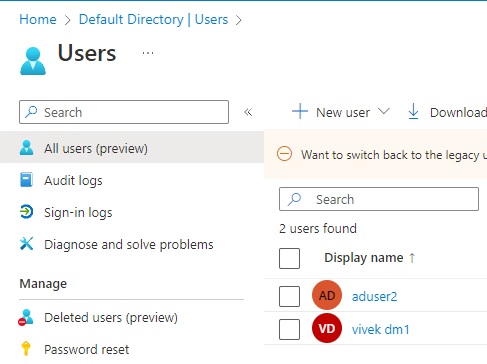 Home > Default Directory | Users >
Users ...
Search «
All users (preview)
Audit logs
Sign-in logs
Diagnose and solve problems
Manage
Deleted users (preview)
Password reset
+ New user Download
Want to switch back to the legacy u
Search
2 users found
Display name ↑
AD aduser2
VD vivek dm1